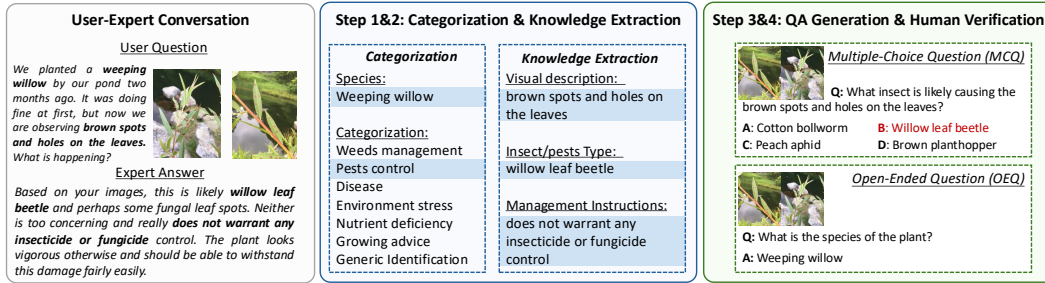 User-Expert Conversation
User Question
We planted a weeping
willow by our pond two
months ago. It was doing
fine at first, but now we
are observing brown spots
and holes on the leaves.
What is happening?
Expert Answer
Based on your images, this is likely willow leaf
beetle and perhaps some fungal leaf spots. Neither
is too concerning and really does not warrant any
insecticide or fungicide control. The plant looks
vigorous otherwise and should be able to withstand
this damage fairly easily.
Step 1&2: Categorization & Knowledge Extraction
Categorization
Species:
Weeping willow
Categorization:
Weeds management
Pests control
Disease
Environment stress
Nutrient deficiency
Growing advice
Generic Identification
Knowledge Extraction
Visual description:
brown spots and holes on
the leaves
Insect/pests Type:
willow leaf beetle
Management Instructions:
does not warrant any
insecticide or fungicide
control
Step 3&4: QA Generation & Human Verification
Multiple-Choice Question (MCQ)
Q: What insect is likely causing the
brown spots and holes on the leaves?
A: Cotton bollworm B: Willow leaf beetle
C: Peach aphid D: Brown planthopper
Open-Ended Question (OEQ)
Q: What is the species of the plant?
A: Weeping willow